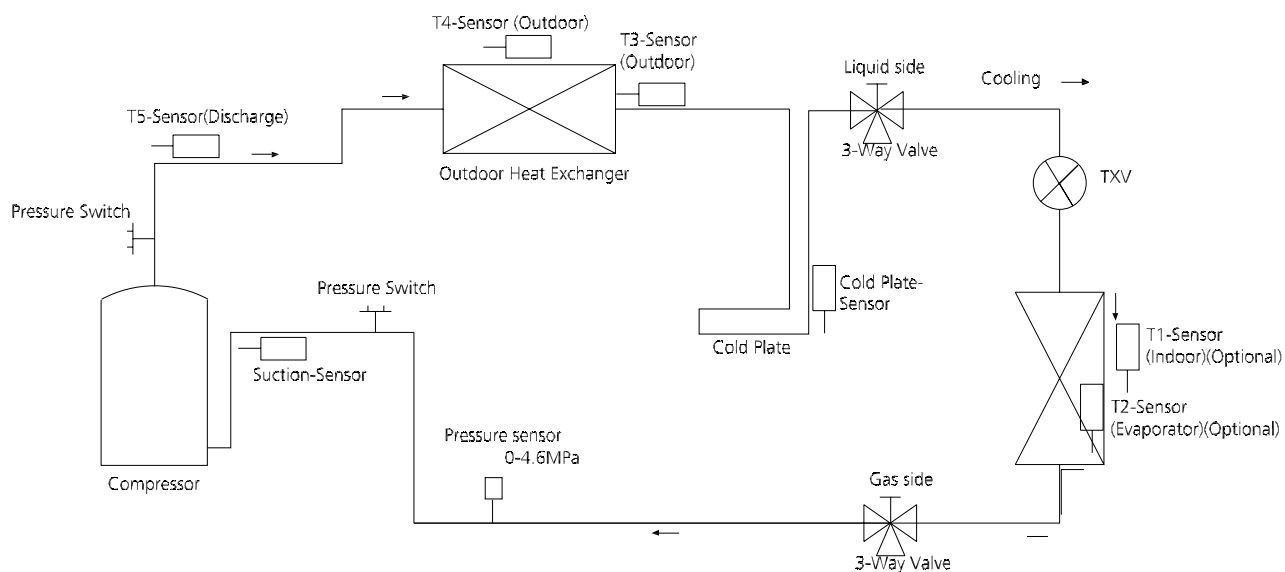 T4-Sensor (Outdoor)
T3-Sensor
(Outdoor)
Liquid side
Cooling
T5-Sensor(Discharge)
3-Way Valve
Outdoor Heat Exchanger
TXV
Pressure Switch
Pressure Switch
Cold Plate-
Sensor
Cold Plate
T1-Sensor
(Indoor)(Optional)
Suction-Sensor
T2-Sensor
(Evaporator)(Optional)
Pressure sensor
0-4.6MPa
Compressor
Gas side
3-Way Valve